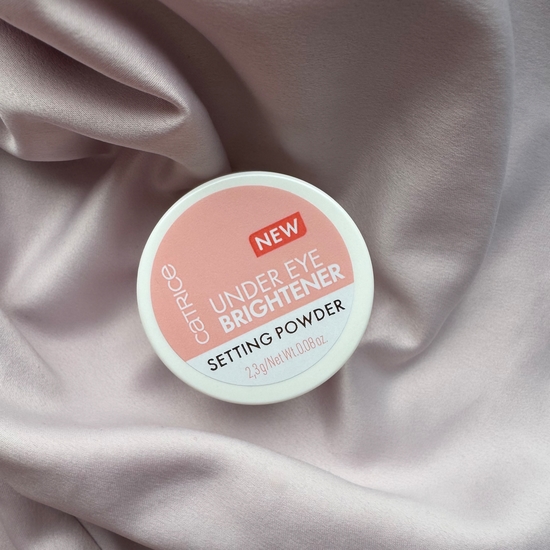 NEW
CATRICE
UNDER EYE
BRIGHTENER
SETTING POWDER
2,3g/Net.Wt.0.08oz.